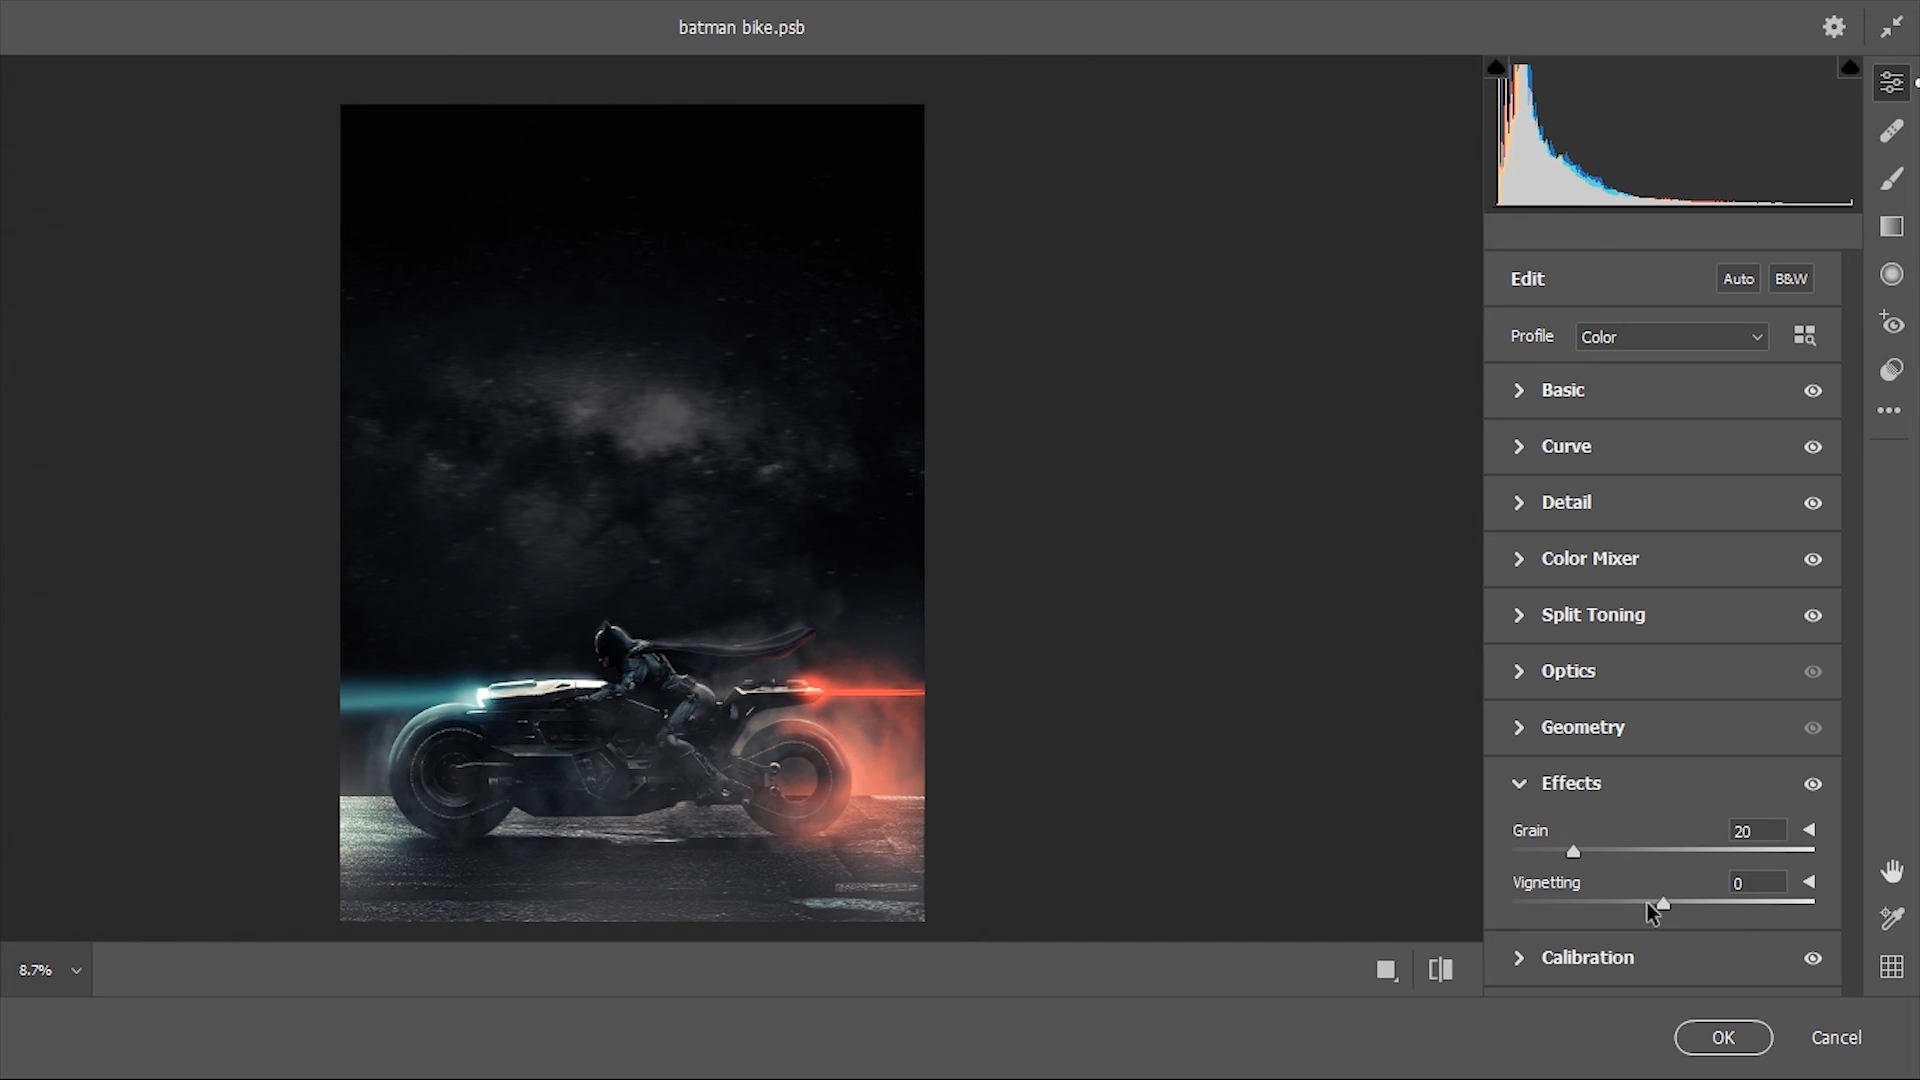 batman bike.psb
Edit
Auto
B&W
Profile
Color
Basic
Curve
Detail
Color Mixer
Split Toning
Optics
Geometry
Effects
Grain
20
Vignetting
0
Calibration
8.7%
OK
Cancel